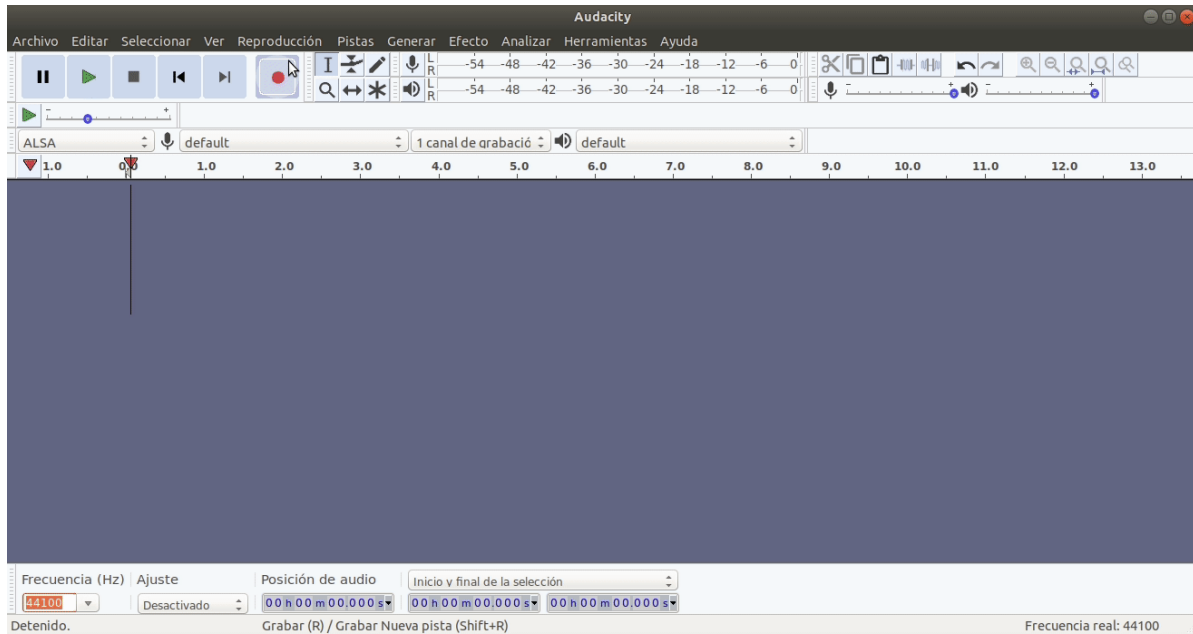 Audacity
Archivo Editar Seleccionar Ver Reproducción Pistas Generar Efecto Analizar Herramientas Ayuda
L R -54 -48 -42 -36 -30 -24 -18 -12 -6 0
L R -54 -48 -42 -36 -30 -24 -18 -12 -6 0
- +
ALSA default 1 canal de grabació default
1.0 0.0 1.0 2.0 3.0 4.0 5.0 6.0 7.0 8.0 9.0 10.0 11.0 12.0 13.0
Frecuencia (Hz) Ajuste Posición de audio Inicio y final de la selección
44100 Desactivado 00 h 00 m 00.000 s 00 h 00 m 00.000 s 00 h 00 m 00.000 s
Detenido. Grabar (R) / Grabar Nueva pista (Shift+R) Frecuencia real: 44100